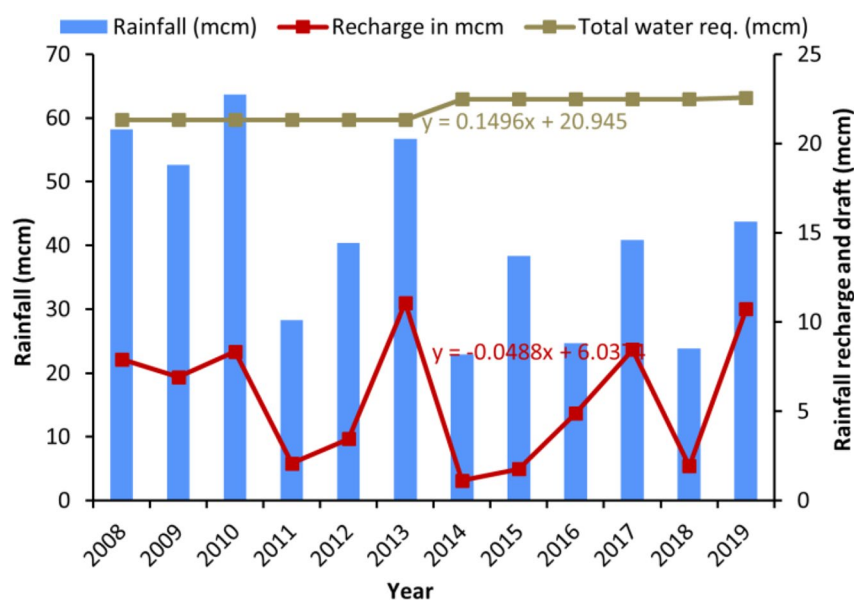 Rainfall (mcm) Recharge in mcm Total water req. (mcm)
70
60
50
40
30
20
10
0
Rainfall (mcm)
25
20
15
10
5
0
Rainfall recharge and draft (mcm)
y = 0.1496x + 20.945
y = -0.0488x + 6.03 4
2008 2009 2010 2011 2012 2013 2014 2015 2016 2017 2018 2019
Year